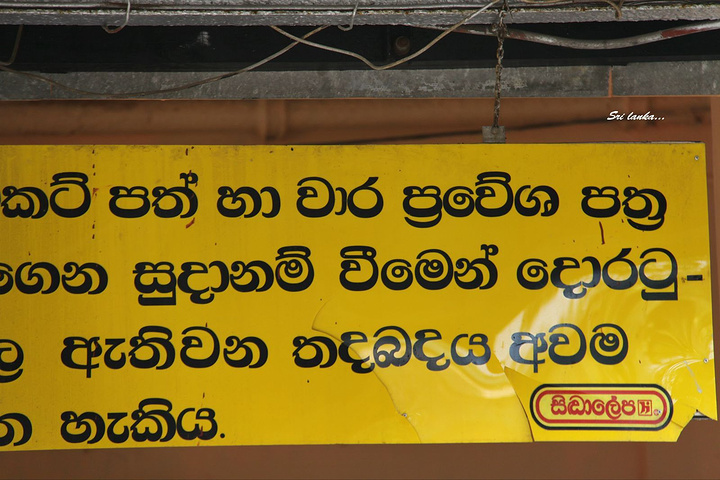 Sri lanka...
කට් පත් හා වාර ප්‍රවේශ පත්‍ර
ගෙන සූදානම් වීමෙන් දොරටු -
ල ඇතිවන තදබදය අවම
ත හැකිය.
සිඬාලේප